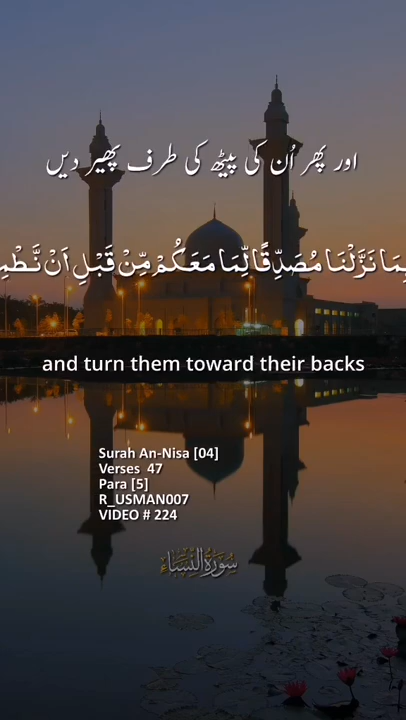 اور پھر اُن کی پیٹھ کی طرف پھیر دیں
نَزَّلْنَا مُصَدِّقًا لِّمَا مَعَكُمْ مِّنْ قَبْلِ اَنْ
and turn them toward their backs
Surah An-Nisa [04]
Verses 47
Para [5]
R_USMAN007
VIDEO # 224
سُوْرَةُ النِّسَاء